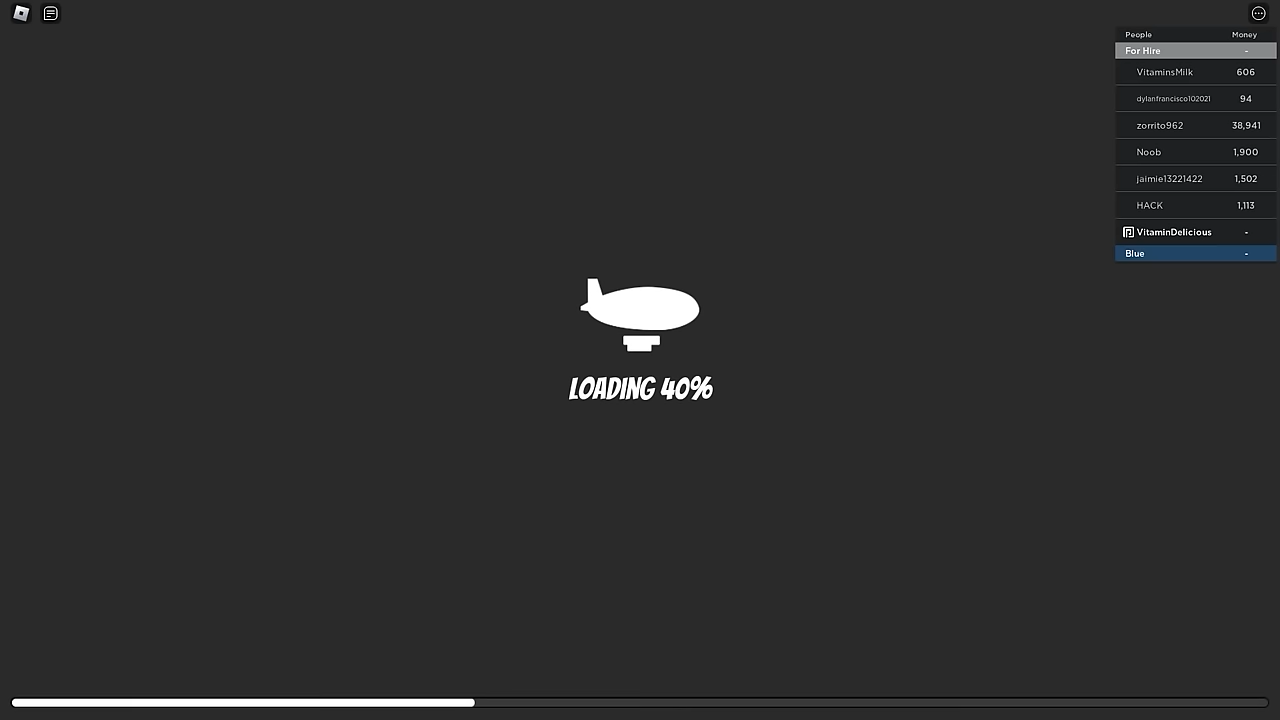 People Money
For Hire -
VitaminsMilk 606
dylanfrancisco102021 94
zorrito962 38,941
Noob 1,900
jaimie13221422 1,502
HACK 1,113
VitaminDelicious -
Blue -
LOADING 40%